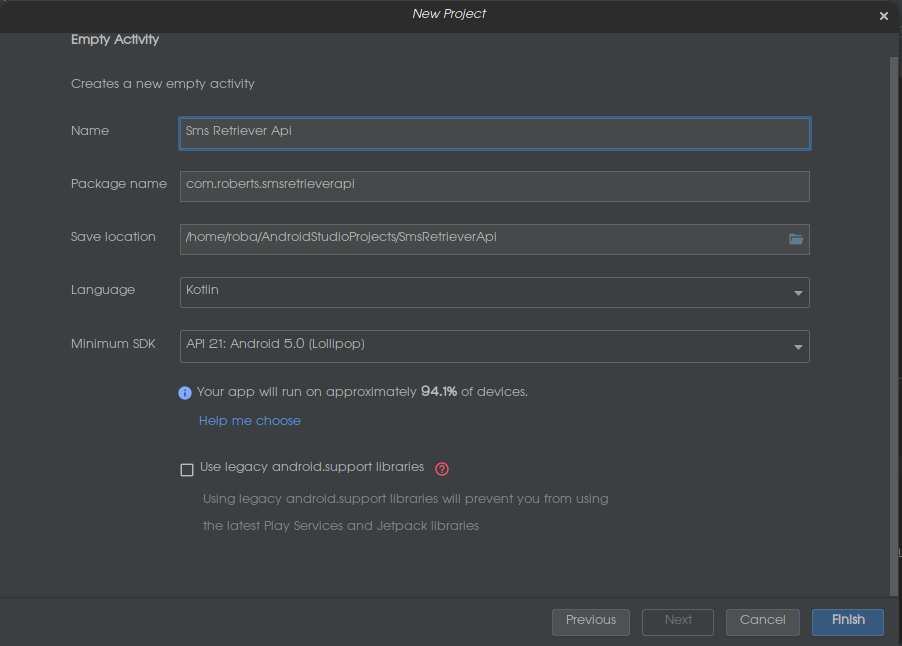 New Project
Empty Activity
Creates a new empty activity
Name
Sms Retriever Api
Package name
com.roberts.smsretrieverapi
Save location
/home/roba/AndroidStudioProjects/SmsRetrieverApi
Language
Kotlin
Minimum SDK
API 21: Android 5.0 (Lollipop)
Your app will run on approximately 94.1% of devices.
Help me choose
Use legacy android.support libraries
Using legacy android.support libraries will prevent you from using
the latest Play Services and Jetpack libraries
Previous
Next
Cancel
Finish